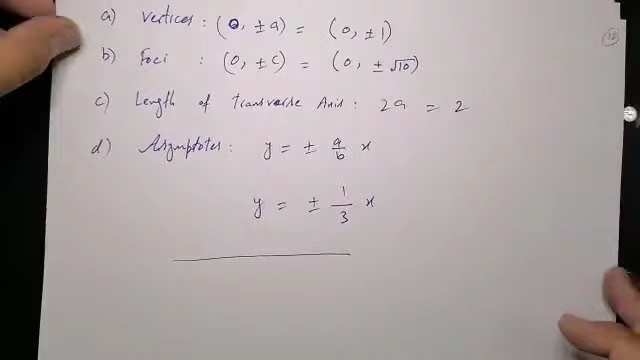 a) Vertices : (0, ±a) = (0, ±1)
b) Foci : (0, ±c) = (0, ±√10)
c) Length of Transverse Axis : 2a = 2
d) Asymptotes : y = ± a/b x
y = ± 1/3 x